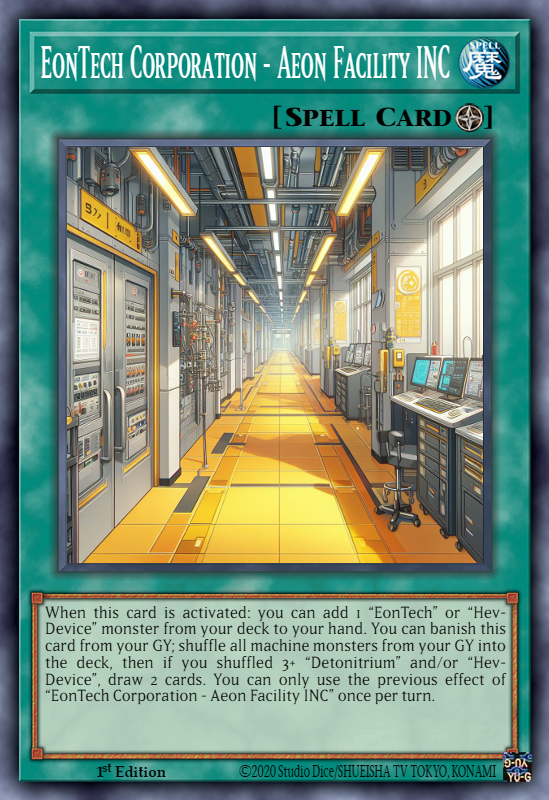 EonTech Corporation - Aeon Facility INC
SPELL
魔
[Spell Card]
When this card is activated: you can add 1 “EonTech” or “Hev-
Device” monster from your deck to your hand. You can banish this
card from your GY; shuffle all machine monsters from your GY into
the deck, then if you shuffled 3+ “Detonitrium” and/or “Hev-
Device”, draw 2 cards. You can only use the previous effect of
“EonTech Corporation - Aeon Facility INC” once per turn.
1st Edition
©2020 Studio Dice/SHUEISHA TV TOKYO, KONAMI
YU-G